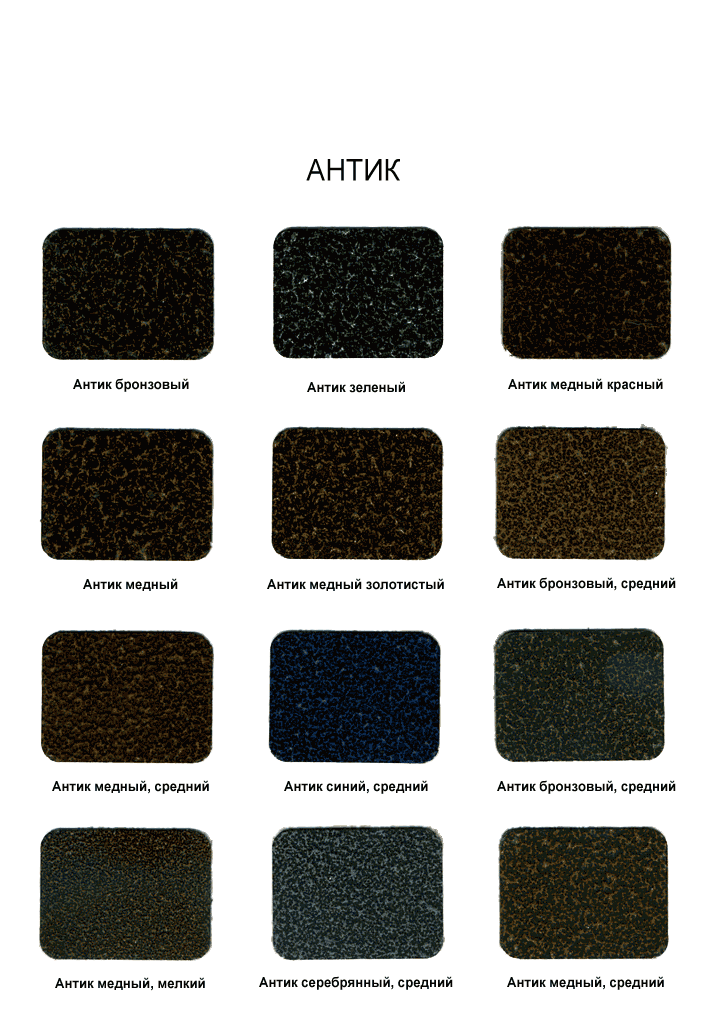 АНТИК
Антик бронзовый
Антик зеленый
Антик медный красный
Антик медный
Антик медный золотистый
Антик бронзовый, средний
Антик медный, средний
Антик синий, средний
Антик бронзовый, средний
Антик медный, мелкий
Антик серебрянный, средний
Антик медный, средний